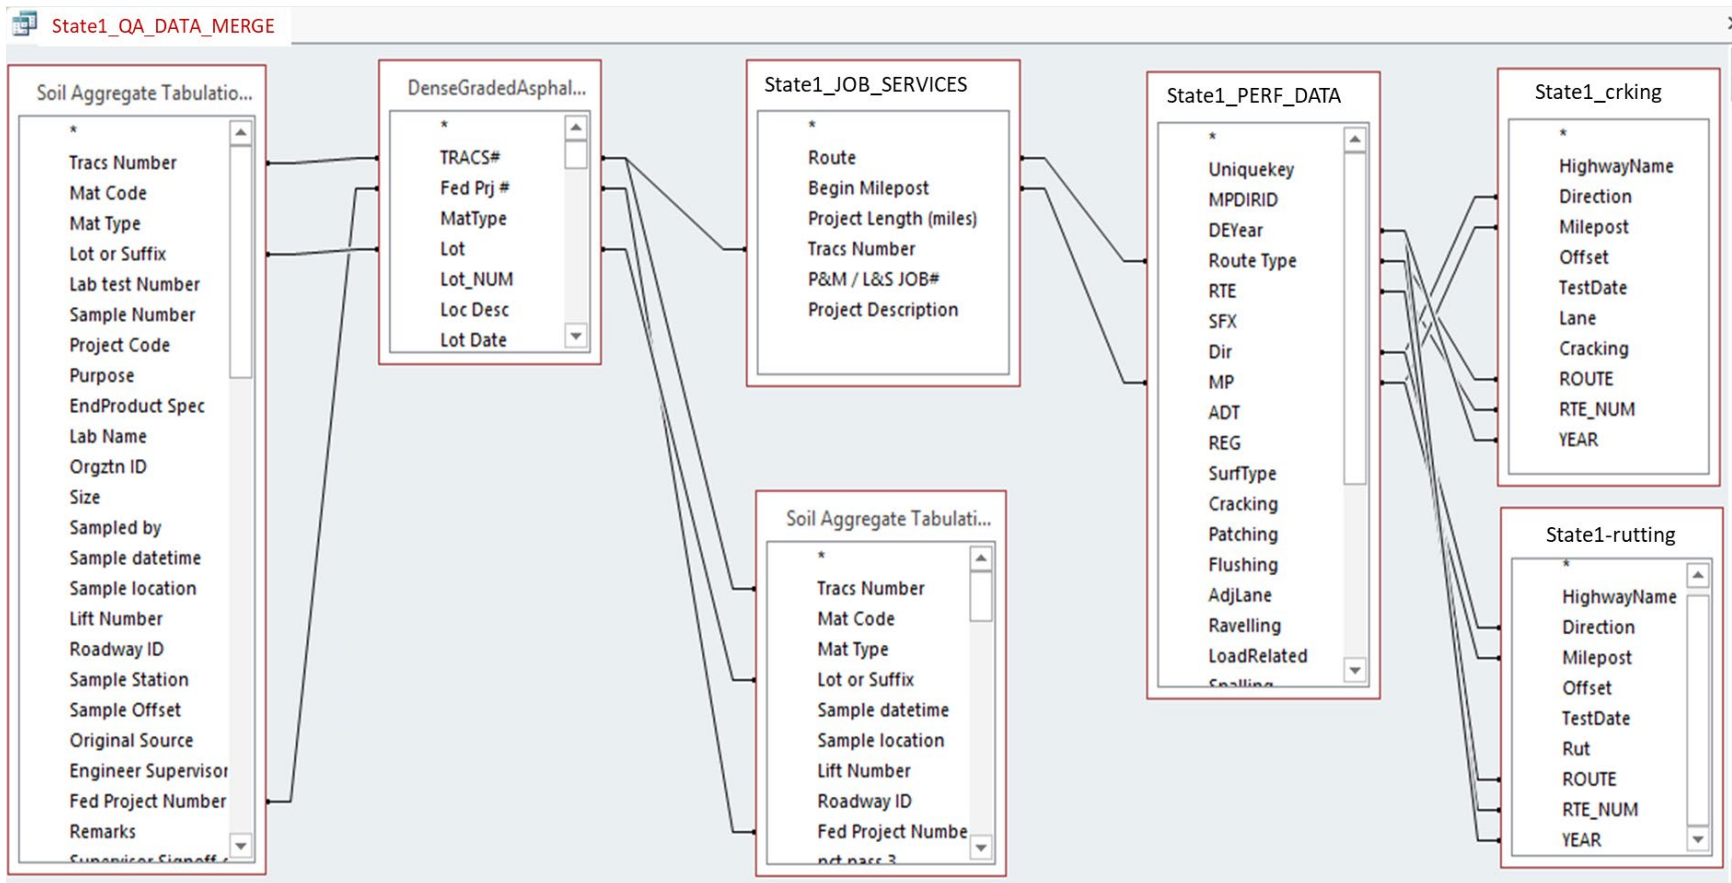 State1_QA_DATA_MERGE
Soil Aggregate Tabulatio...
*
Tracs Number
Mat Code
Mat Type
Lot or Suffix
Lab test Number
Sample Number
Project Code
Purpose
EndProduct Spec
Lab Name
Orgztn ID
Size
Sampled by
Sample datetime
Sample location
Lift Number
Roadway ID
Sample Station
Sample Offset
Original Source
Engineer Supervisor
Fed Project Number
Remarks
Supervisor Signoff
DenseGradedAsphal...
*
TRACS#
Fed Prj #
MatType
Lot
Lot_NUM
Loc Desc
Lot Date
State1_JOB_SERVICES
*
Route
Begin Milepost
Project Length (miles)
Tracs Number
P&M / L&S JOB#
Project Description
Soil Aggregate Tabulati...
*
Tracs Number
Mat Code
Mat Type
Lot or Suffix
Sample datetime
Sample location
Lift Number
Roadway ID
Fed Project Numbe
pct pass 3
State1_PERF_DATA
*
Uniquekey
MPDIRID
DEYear
Route Type
RTE
SFX
Dir
MP
ADT
REG
SurfType
Cracking
Patching
Flushing
AdjLane
Ravelling
LoadRelated
Spalling
State1_crking
*
HighwayName
Direction
Milepost
Offset
TestDate
Lane
Cracking
ROUTE
RTE_NUM
YEAR
State1-rutting
*
HighwayName
Direction
Milepost
Offset
TestDate
Rut
ROUTE
RTE_NUM
YEAR